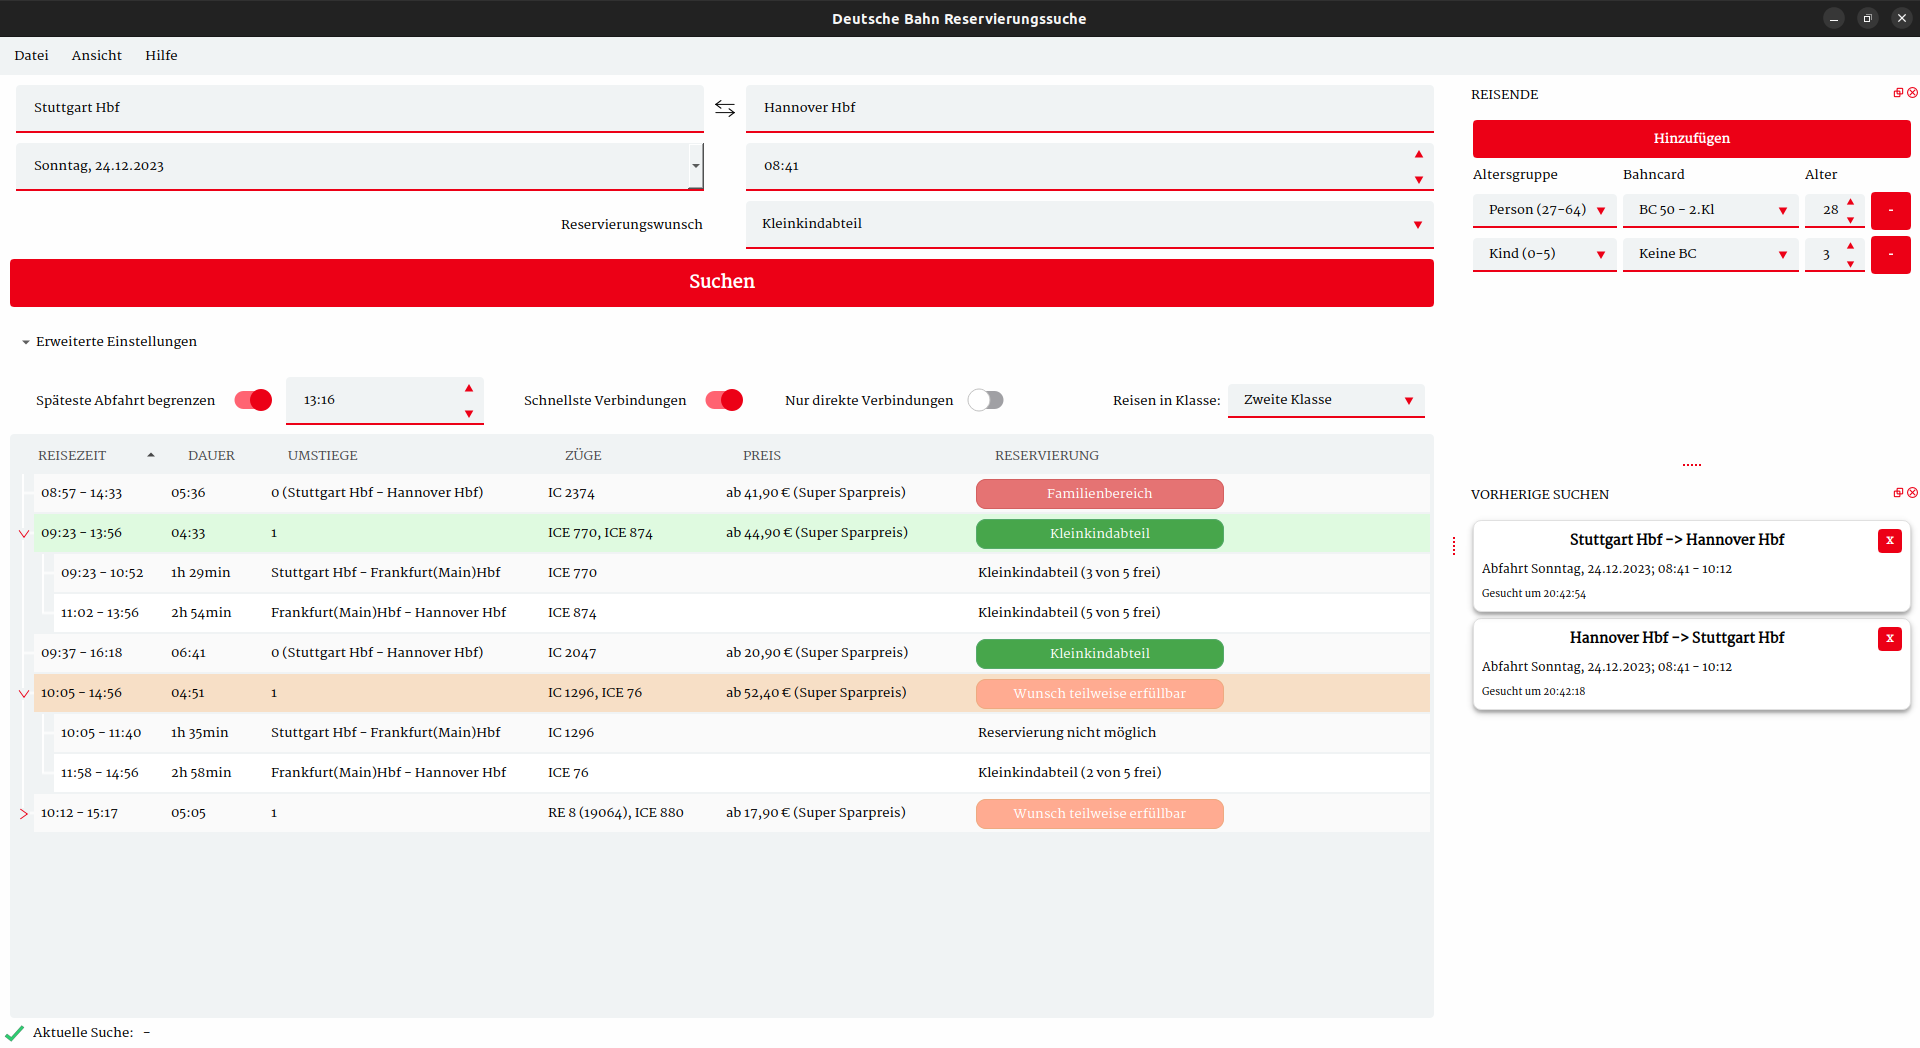 Deutsche Bahn Reservierungssuche
Datei Ansicht Hilfe
Stuttgart Hbf
Hannover Hbf
Sonntag, 24.12.2023
08:41
Reservierungswunsch
Kleinkindabteil
Suchen
Erweiterte Einstellungen
Späteste Abfahrt begrenzen 13:16 Schnellste Verbindungen Nur direkte Verbindungen Reisen in Klasse: Zweite Klasse
REISEZEIT DAUER UMSTIEGE ZÜGE PREIS RESERVIERUNG
08:57 - 14:33 05:36 0 (Stuttgart Hbf - Hannover Hbf) IC 2374 ab 41,90 € (Super Sparpreis) Familienbereich
09:23 - 13:56 04:33 1 ICE 770, ICE 874 ab 44,90 € (Super Sparpreis) Kleinkindabteil
09:23 - 10:52 1h 29min Stuttgart Hbf - Frankfurt(Main)Hbf ICE 770 Kleinkindabteil (3 von 5 frei)
11:02 - 13:56 2h 54min Frankfurt(Main)Hbf - Hannover Hbf ICE 874 Kleinkindabteil (5 von 5 frei)
09:37 - 16:18 06:41 0 (Stuttgart Hbf - Hannover Hbf) IC 2047 ab 20,90 € (Super Sparpreis) Kleinkindabteil
10:05 - 14:56 04:51 1 IC 1296, ICE 76 ab 52,40 € (Super Sparpreis) Wunsch teilweise erfüllbar
10:05 - 11:40 1h 35min Stuttgart Hbf - Frankfurt(Main)Hbf IC 1296 Reservierung nicht möglich
11:58 - 14:56 2h 58min Frankfurt(Main)Hbf - Hannover Hbf ICE 76 Kleinkindabteil (2 von 5 frei)
10:12 - 15:17 05:05 1 RE 8 (19064), ICE 880 ab 17,90 € (Super Sparpreis) Wunsch teilweise erfüllbar
Aktuelle Suche: -
REISENDE
Hinzufügen
Altersgruppe Bahncard Alter
Person (27-64) BC 50 - 2.Kl 28 -
Kind (0-5) Keine BC 3 -
VORHERIGE SUCHEN
Stuttgart Hbf -> Hannover Hbf x
Abfahrt Sonntag, 24.12.2023; 08:41 - 10:12
Gesucht um 20:42:54
Hannover Hbf -> Stuttgart Hbf x
Abfahrt Sonntag, 24.12.2023; 08:41 - 10:12
Gesucht um 20:42:18